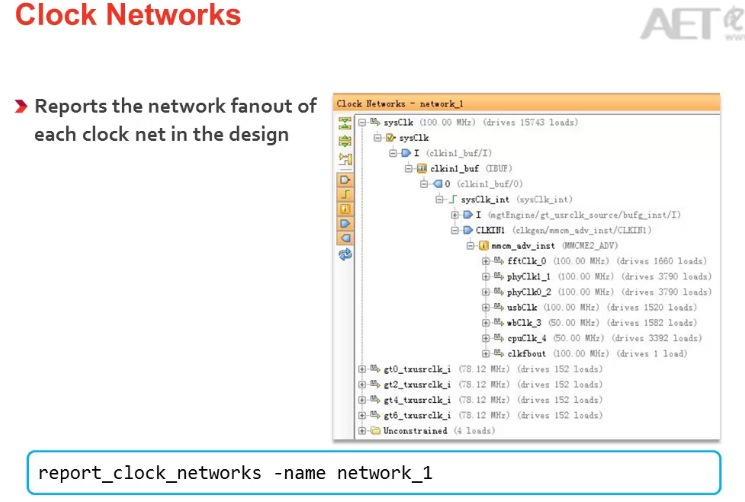 Clock Networks
AET
www
Reports the network fanout of
each clock net in the design
Clock Networks - network_1
sysClk (100.00 MHz) (drives 15743 loads)
sysClk
I (clkin1_buf/I)
clkin1_buf (IBUF)
O (clkin1_buf/O)
sysClk_int (sysClk_int)
I (mgtEngine/gt_usrclk_source/bufg_inst/I)
CLKIN1 (clkgen/mmcm_adv_inst/CLKIN1)
mmcm_adv_inst (MMCME2_ADV)
fftClk_0 (100.00 MHz) (drives 1660 loads)
phyClk1_1 (100.00 MHz) (drives 3790 loads)
phyClk0_2 (100.00 MHz) (drives 3790 loads)
usbClk (100.00 MHz) (drives 1520 loads)
wbClk_3 (50.00 MHz) (drives 1582 loads)
cpuClk_4 (50.00 MHz) (drives 3392 loads)
clkfbout (100.00 MHz) (drives 1 load)
gt0_txusrclk_i (78.12 MHz) (drives 152 loads)
gt2_txusrclk_i (78.12 MHz) (drives 152 loads)
gt4_txusrclk_i (78.12 MHz) (drives 152 loads)
gt6_txusrclk_i (78.12 MHz) (drives 152 loads)
Unconstrained (4 loads)
report_clock_networks -name network_1